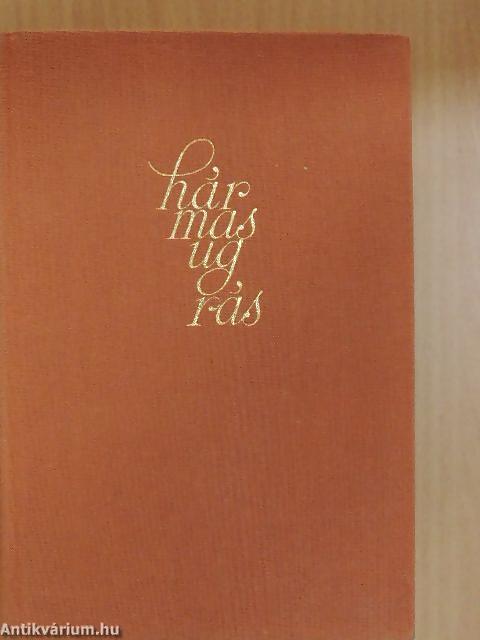 hár
mas
ug
rás
Antikvárium.hu